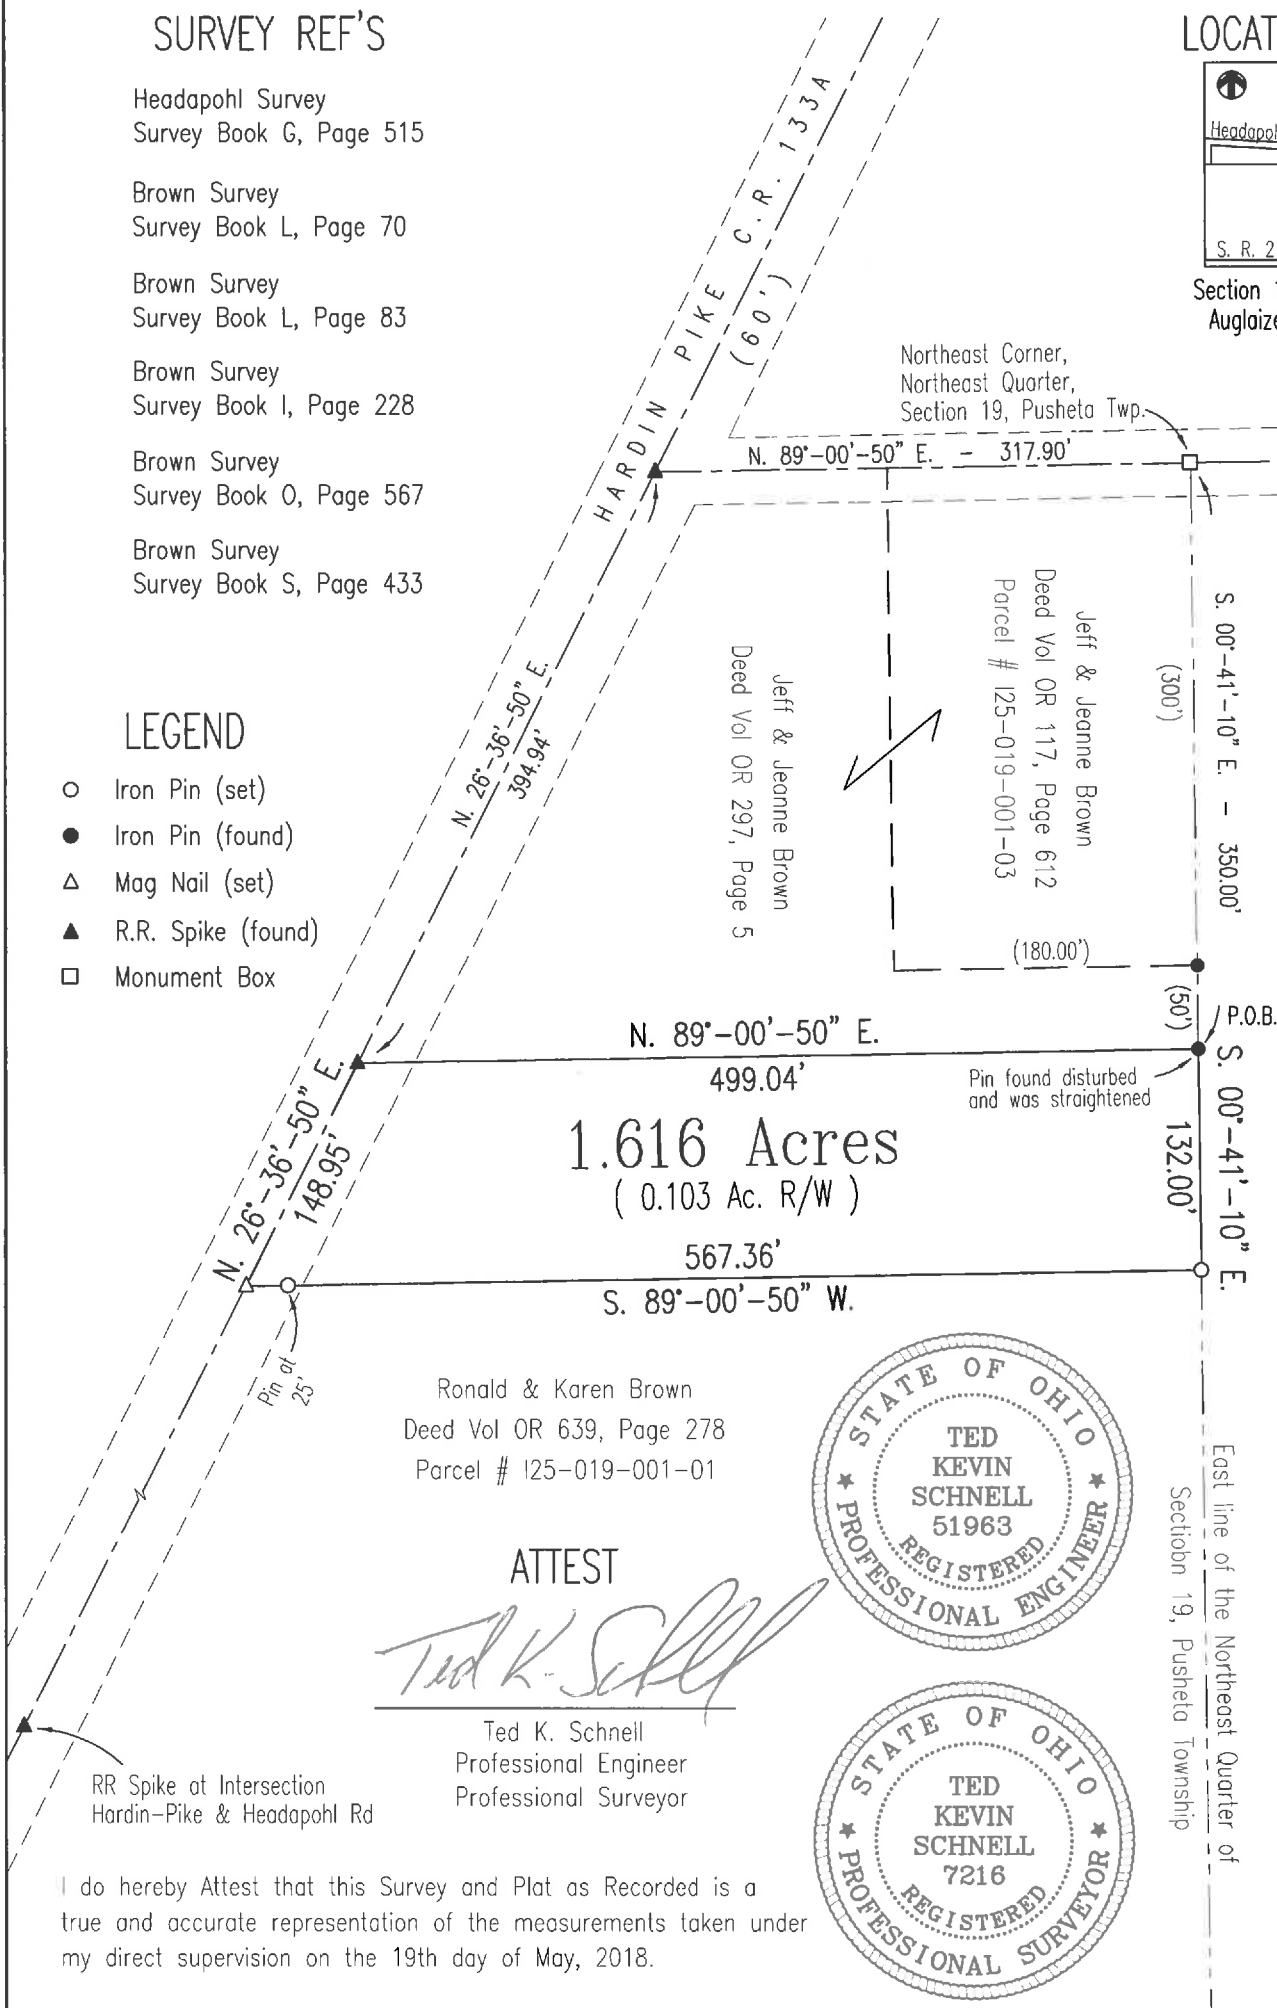 SURVEY REF'S
Headapohl Survey
Survey Book G, Page 515
Brown Survey
Survey Book L, Page 70
Brown Survey
Survey Book L, Page 83
Brown Survey
Survey Book I, Page 228
Brown Survey
Survey Book O, Page 567
Brown Survey
Survey Book S, Page 433
LEGEND
Iron Pin (set)
Iron Pin (found)
Mag Nail (set)
R.R. Spike (found)
Monument Box
HARDIN PIKE C.R. 133A
(60')
LOCAT
Headapoh
S. R. 2
Section 1
Auglaize
Northeast Corner,
Northeast Quarter,
Section 19, Pusheta Twp.
N. 89°-00'-50" E. - 317.90'
S. 00°-41'-10" E. - 350.00'
(300')
Jeff & Jeanne Brown
Deed Vol OR 117, Page 612
Parcel # I25-019-001-03
Jeff & Jeanne Brown
Deed Vol OR 297, Page 5
N. 26°-36'-50" E.
394.94'
(180.00')
(50')
P.O.B.
N. 89°-00'-50" E.
499.04'
Pin found disturbed
and was straightened
1.616 Acres
( 0.103 Ac. R/W )
S. 00°-41'-10" E.
132.00'
N. 26°-36'-50" E.
148.95'
567.36'
S. 89°-00'-50" W.
Pin at
25'
Ronald & Karen Brown
Deed Vol OR 639, Page 278
Parcel # I25-019-001-01
STATE OF OHIO
TED
KEVIN
SCHNELL
51963
REGISTERED
PROFESSIONAL ENGINEER
East line of the Northeast Quarter of
Sectiobn 19, Pusheta Township
ATTEST
Ted K. Schnell
Ted K. Schnell
Professional Engineer
Professional Surveyor
STATE OF OHIO
TED
KEVIN
SCHNELL
7216
REGISTERED
PROFESSIONAL SURVEYOR
RR Spike at Intersection
Hardin-Pike & Headapohl Rd
I do hereby Attest that this Survey and Plat as Recorded is a
true and accurate representation of the measurements taken under
my direct supervision on the 19th day of May, 2018.